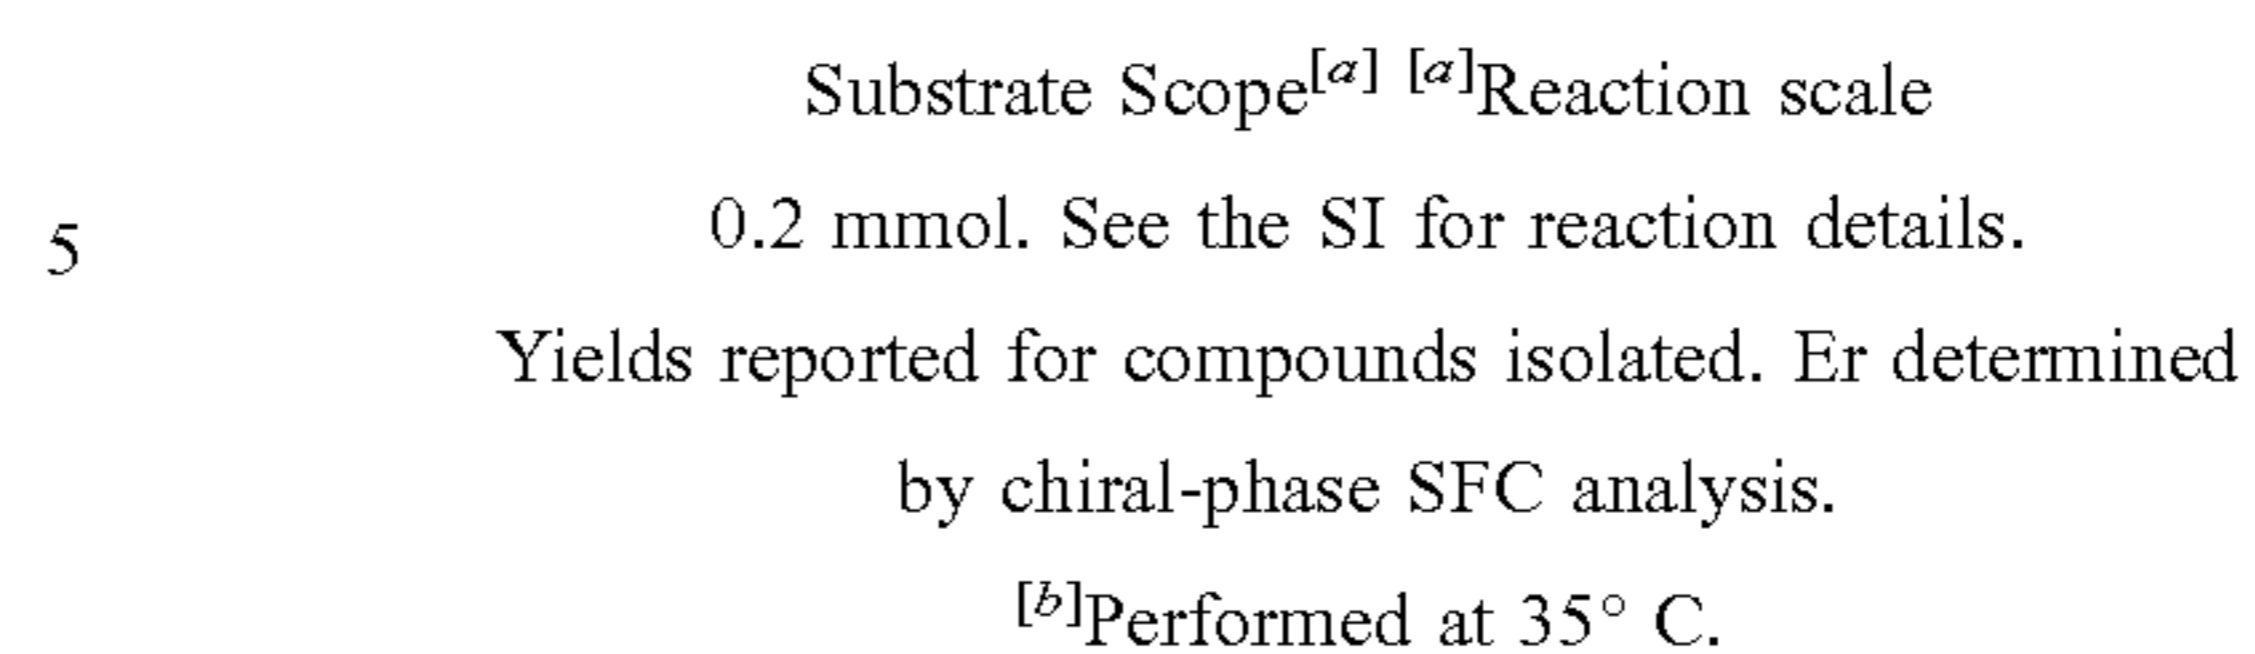 Substrate Scope[a] [a]Reaction scale
5
0.2 mmol. See the SI for reaction details.
Yields reported for compounds isolated. Er determined
by chiral-phase SFC analysis.
[b]Performed at 35° C.